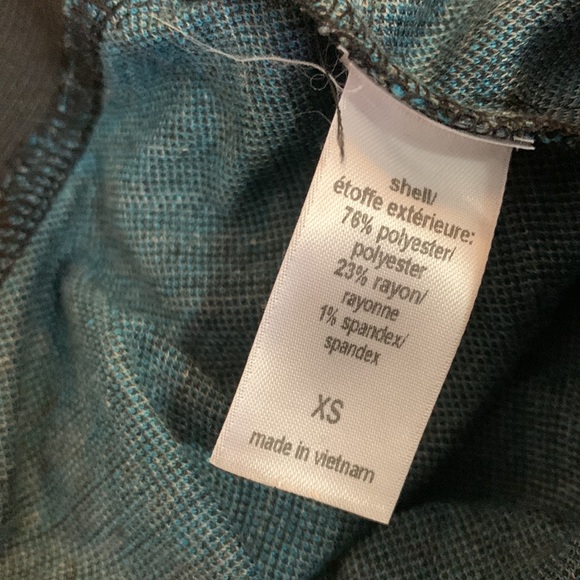 shell/
étoffe extérieure:
76% polyester/
polyester
23% rayon/
rayonne
1% spandex/
spandex
XS
made in vietnam